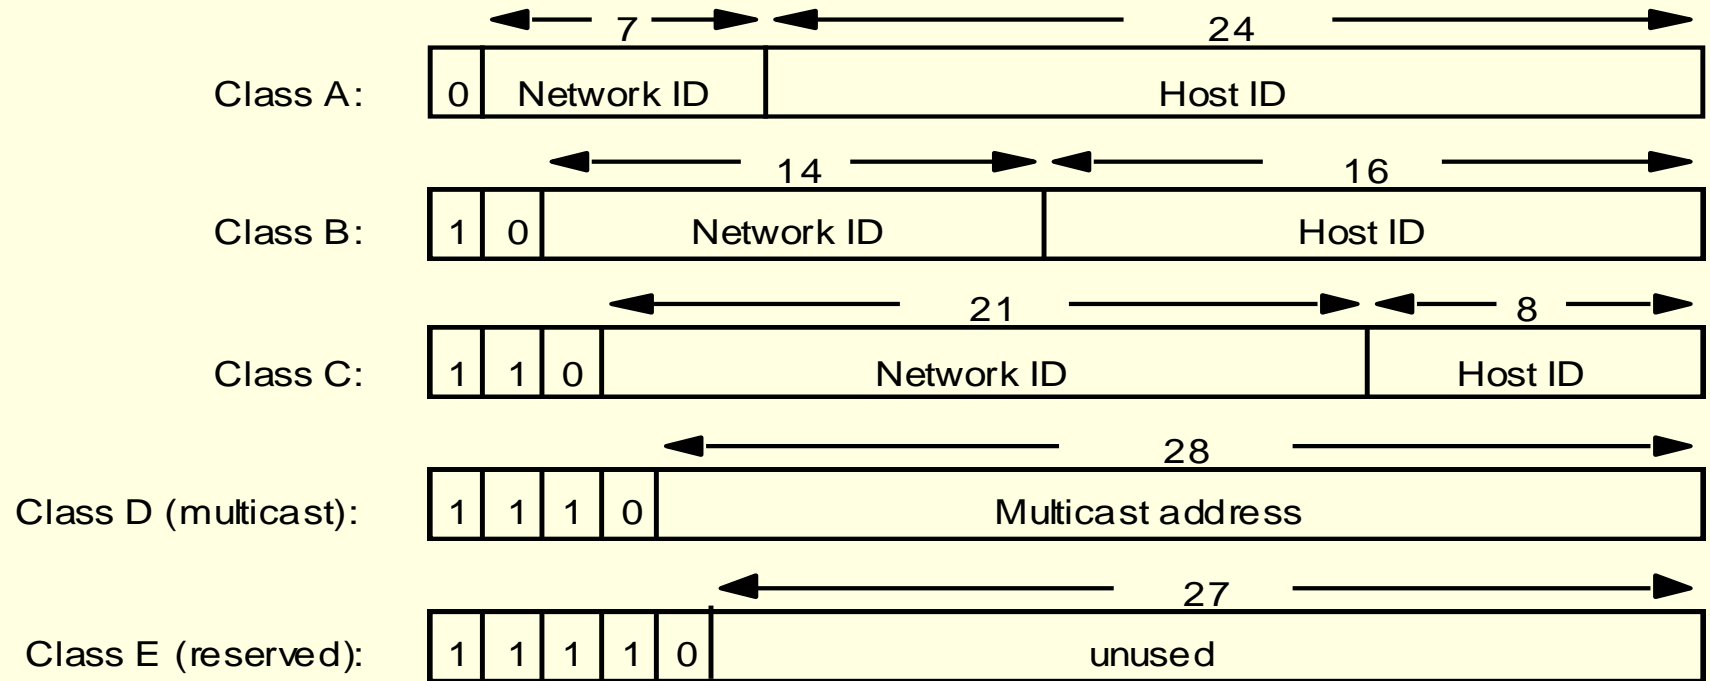 7 24
Class A: 0 Network ID Host ID
14 16
Class B: 1 0 Network ID Host ID
21 8
Class C: 1 1 0 Network ID Host ID
28
Class D (multicast): 1 1 1 0 Multicast address
27
Class E (reserved): 1 1 1 1 0 unused